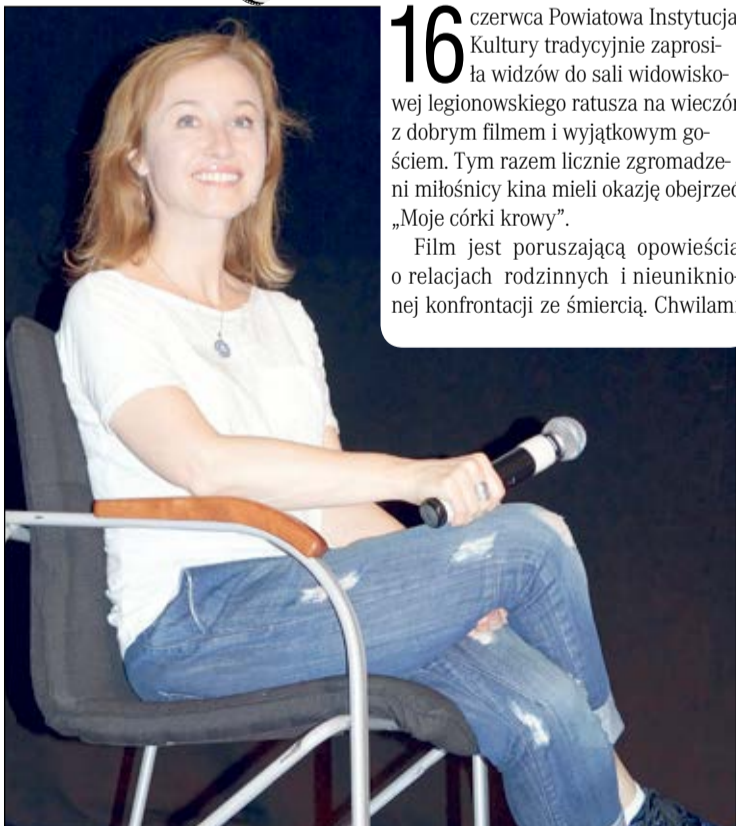 16 czerwca Powiatowa Instytucja
Kultury tradycyjnie zaprosi-
ła widzów do sali widowisko-
wej legionowskiego ratusza na wieczór
z dobrym filmem i wyjątkowym go-
ściem. Tym razem licznie zgromadze-
ni miłośnicy kina mieli okazję obejrzeć
„Moje córki krowy”.
Film jest poruszającą opowieścią
o relacjach rodzinnych i nieuniknio-
nej konfrontacji ze śmiercią. Chwilami